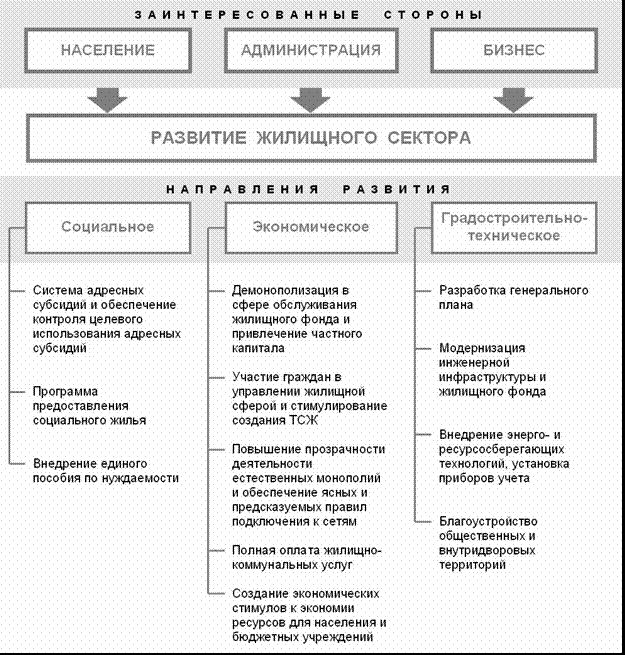 ЗАИНТЕРЕСОВАННЫЕ СТОРОНЫ
НАСЕЛЕНИЕ
АДМИНИСТРАЦИЯ
БИЗНЕС
РАЗВИТИЕ ЖИЛИЩНОГО СЕКТОРА
НАПРАВЛЕНИЯ РАЗВИТИЯ
Социальное
Система адресных
субсидий и обеспечение
контроля целевого
использования адресных
субсидий
Программа
предоставления
социального жилья
Внедрение единого
пособия по нуждаемости
Экономическое
Демонополизация в
сфере обслуживания
жилищного фонда и
привлечение частного
капитала
Участие граждан в
управлении жилищной
сферой и стимулирование
создания ТСЖ
Повышение прозрачности
деятельности
естественных монополий
и обеспечение ясных и
предсказуемых правил
подключения к сетям
Полная оплата жилищно-
коммунальных услуг
Создание экономических
стимулов к экономии
ресурсов для населения и
бюджетных учреждений
Градостроительно-
техническое
Разработка генерального
плана
Модернизация
инженерной
инфраструктуры и
жилищного фонда
Внедрение энерго- и
ресурсосберегающих
технологий, установка
приборов учета
Благоустройство
общественных и
внутридворовых
территорий